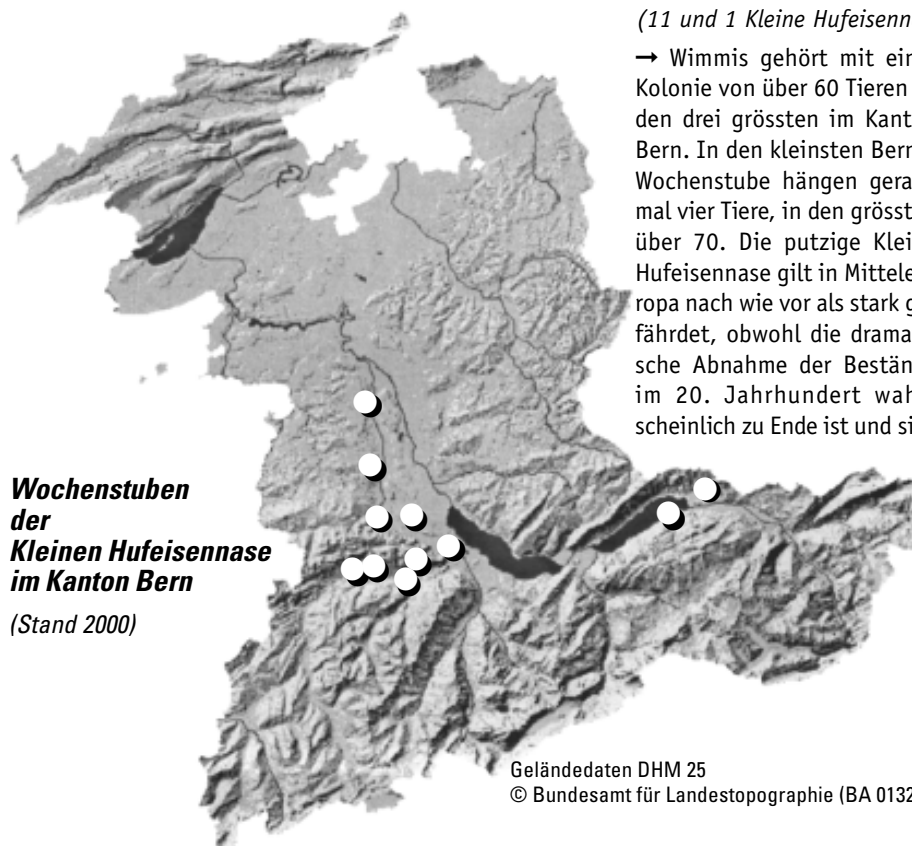 (11 und 1 Kleine Hufeisenn
→ Wimmis gehört mit ein
Kolonie von über 60 Tieren
den drei grössten im Kant
Bern. In den kleinsten Bern
Wochenstube hängen gera
mal vier Tiere, in den grösst
über 70. Die putzige Klei
Hufeisennase gilt in Mittele
ropa nach wie vor als stark g
fährdet, obwohl die drama
sche Abnahme der Bestän
im 20. Jahrhundert wah
scheinlich zu Ende ist und si
Wochenstuben
der
Kleinen Hufeisennase
im Kanton Bern
(Stand 2000)
Geländedaten DHM 25
© Bundesamt für Landestopographie (BA 0132